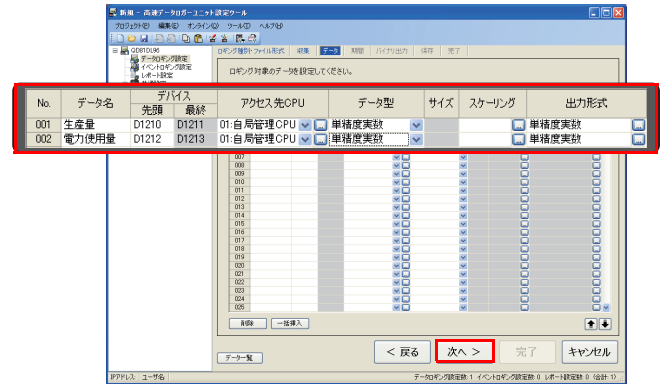 新規 - 高速データロガーユニット設定ツール
プロジェクト(P) 編集(E) オンライン(O) ツール(T) ヘルプ(H)
QD81DL96
データロギング設定
イベントロギング設定
レポート設定
ロギング種別・ファイル形式 収集 データ 期間 バイナリ出力 保存 完了
ロギング対象のデータを設定してください。
No. データ名 デバイス 先頭 最終 アクセス先CPU データ型 サイズ スケーリング 出力形式
001 生産量 D1210 D1211 01:自局管理CPU 単精度実数 単精度実数
002 電力使用量 D1212 D1213 01:自局管理CPU 単精度実数 単精度実数
007
008
009
010
011
012
013
014
015
016
017
018
019
020
021
022
023
024
025
削除 一括挿入
データ一覧 < 戻る 次へ > 完了 キャンセル
IPアドレス ユーザ名 データロギング設定数 1 イベントロギング設定数 0 レポート設定数 0 (合計 1)